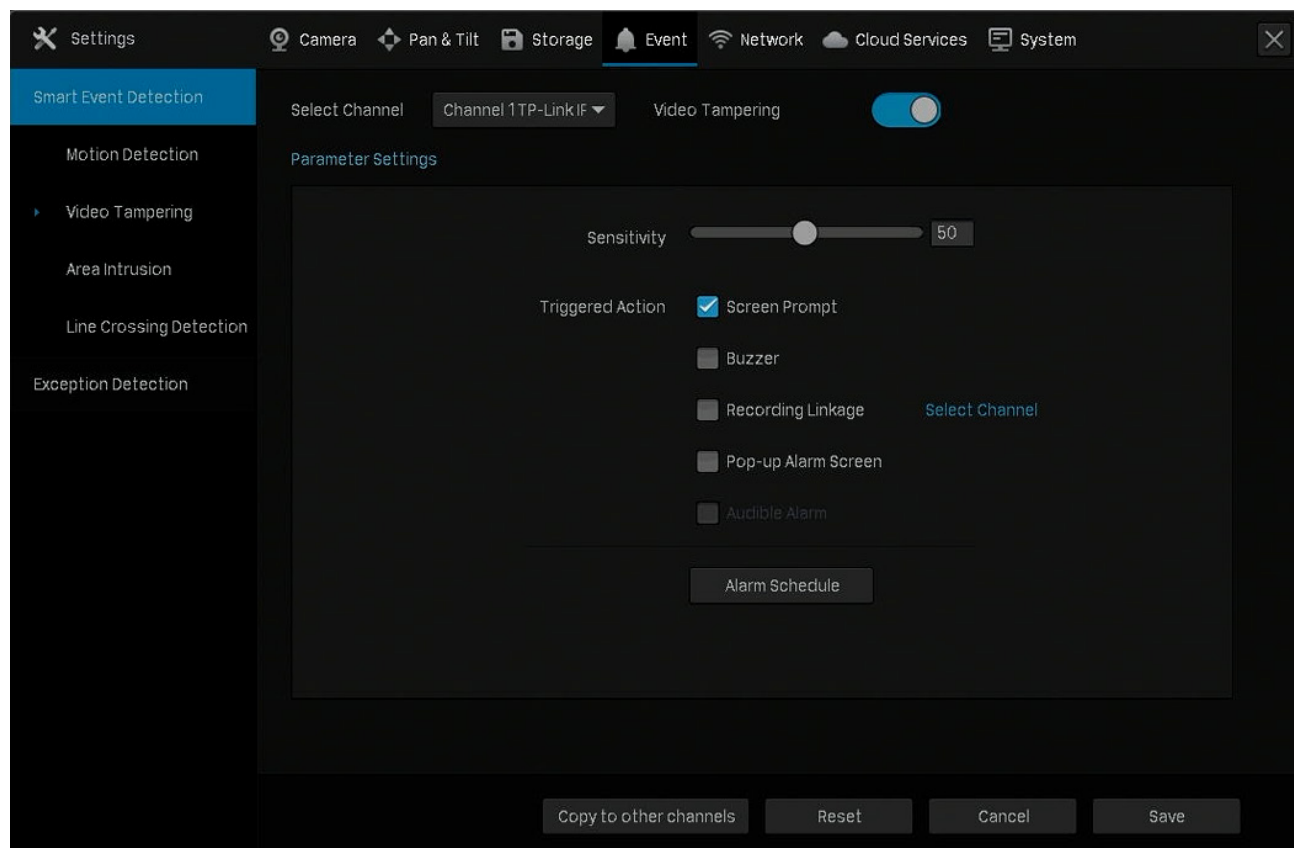 Settings
Camera
Pan & Tilt
Storage
Event
Network
Cloud Services
System
Smart Event Detection
Motion Detection
Video Tampering
Area Intrusion
Line Crossing Detection
Exception Detection
Select Channel
Channel 1 TP-Link IF
Video Tampering
Parameter Settings
Sensitivity
50
Triggered Action
Screen Prompt
Buzzer
Recording Linkage
Select Channel
Pop-up Alarm Screen
Audible Alarm
Alarm Schedule
Copy to other channels
Reset
Cancel
Save